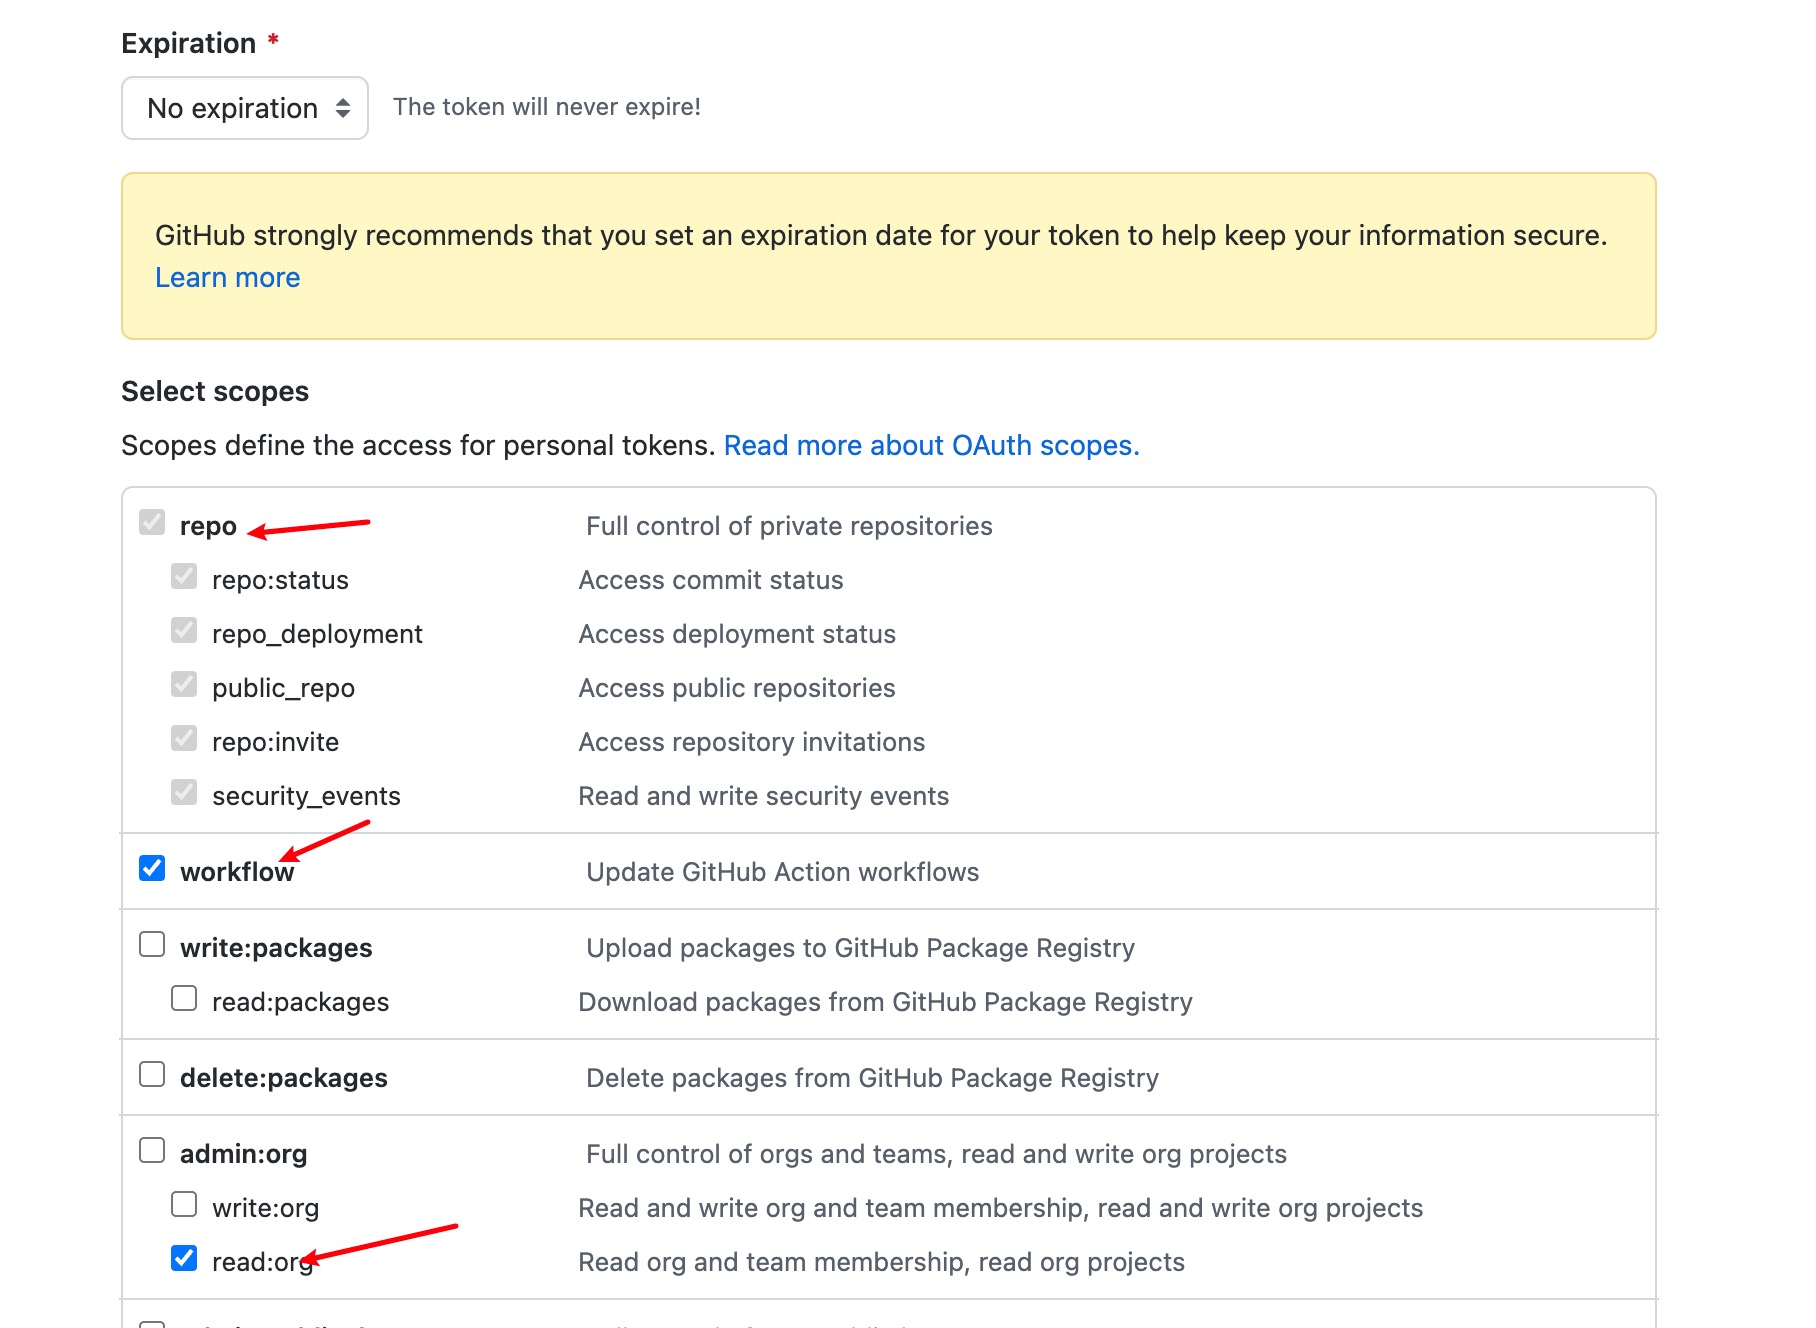 Expiration *
No expiration The token will never expire!
GitHub strongly recommends that you set an expiration date for your token to help keep your information secure.
Learn more
Select scopes
Scopes define the access for personal tokens. Read more about OAuth scopes.
repo Full control of private repositories
repo:status Access commit status
repo_deployment Access deployment status
public_repo Access public repositories
repo:invite Access repository invitations
security_events Read and write security events
workflow Update GitHub Action workflows
write:packages Upload packages to GitHub Package Registry
read:packages Download packages from GitHub Package Registry
delete:packages Delete packages from GitHub Package Registry
admin:org Full control of orgs and teams, read and write org projects
write:org Read and write org and team membership, read and write org projects
read:org Read org and team membership, read org projects